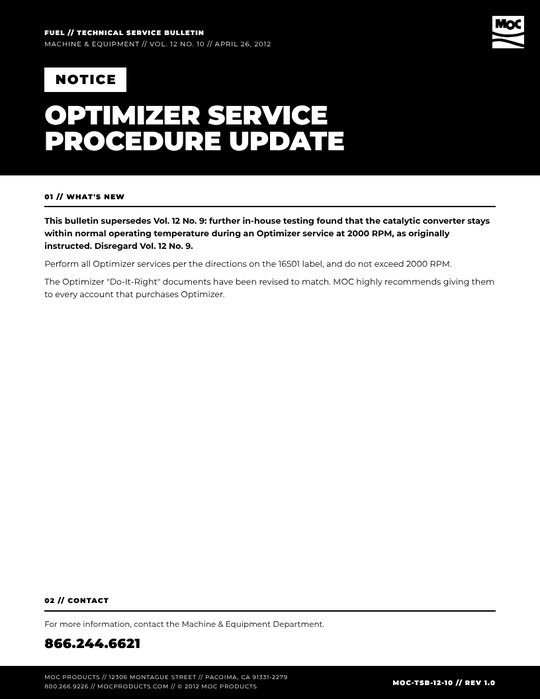 FUEL // TECHNICAL SERVICE BULLETIN
MACHINE & EQUIPMENT // VOL. 12 NO. 10 // APRIL 26, 2012
MOC
NOTICE
OPTIMIZER SERVICE
PROCEDURE UPDATE
01 // WHAT'S NEW
This bulletin supersedes Vol. 12 No. 9: further in-house testing found that the catalytic converter stays
within normal operating temperature during an Optimizer service at 2000 RPM, as originally
instructed. Disregard Vol. 12 No. 9.
Perform all Optimizer services per the directions on the 16501 label, and do not exceed 2000 RPM.
The Optimizer "Do-It-Right" documents have been revised to match. MOC highly recommends giving them
to every account that purchases Optimizer.
02 // CONTACT
For more information, contact the Machine & Equipment Department.
866.244.6621
MOC PRODUCTS // 12306 MONTAGUE STREET // PACOIMA, CA 91331-2279
800.266.9226 // MOCPRODUCTS.COM // © 2012 MOC PRODUCTS
MOC-TSB-12-10 // REV 1.0